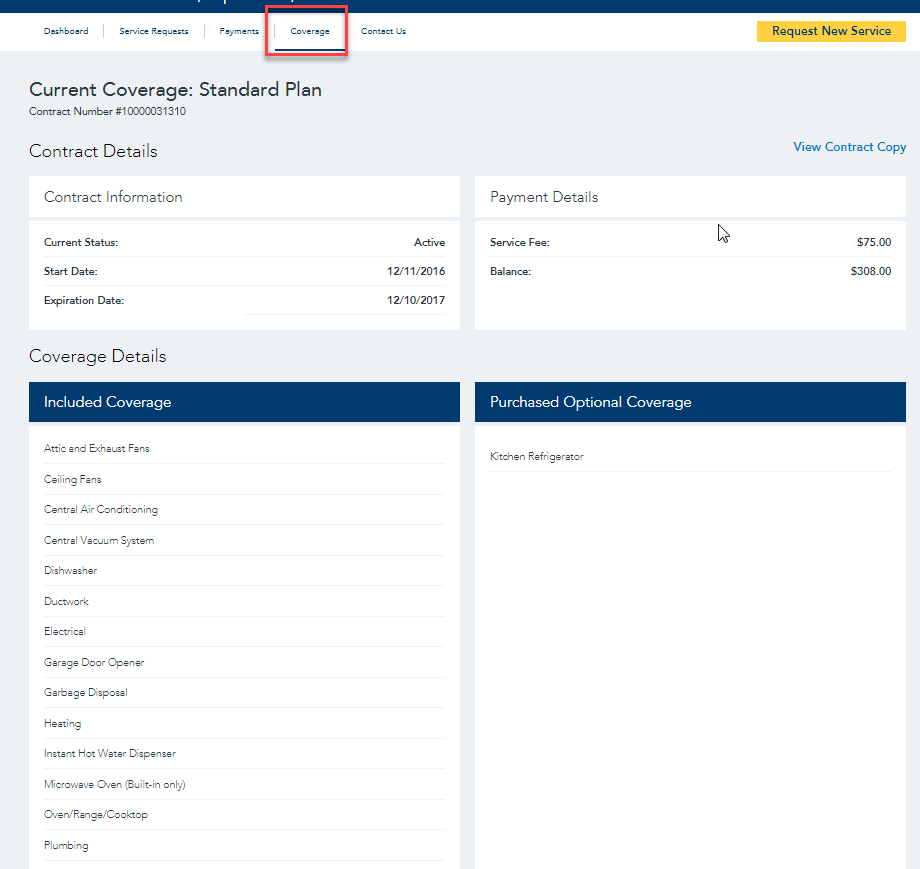 Dashboard
Service Requests
Payments
Coverage
Contact Us
Request New Service
Current Coverage: Standard Plan
Contract Number #10000031310
Contract Details
View Contract Copy
Contract Information
Current Status: Active
Start Date: 12/11/2016
Expiration Date: 12/10/2017
Payment Details
Service Fee: $75.00
Balance: $308.00
Coverage Details
Included Coverage
Attic and Exhaust Fans
Ceiling Fans
Central Air Conditioning
Central Vacuum System
Dishwasher
Ductwork
Electrical
Garage Door Opener
Garbage Disposal
Heating
Instant Hot Water Dispenser
Microwave Oven (Built-in only)
Oven/Range/Cooktop
Plumbing
Purchased Optional Coverage
Kitchen Refrigerator